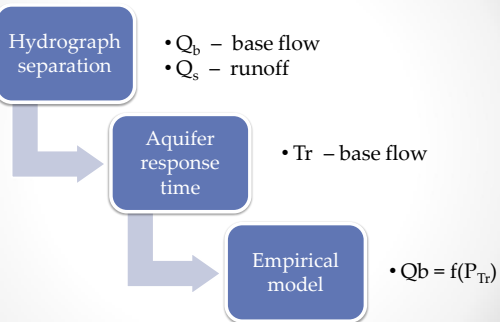 Hydrograph
separation
• Q_b – base flow
• Q_s – runoff
Aquifer
response
time
• Tr – base flow
Empirical
model
• Qb = f(P_Tr)